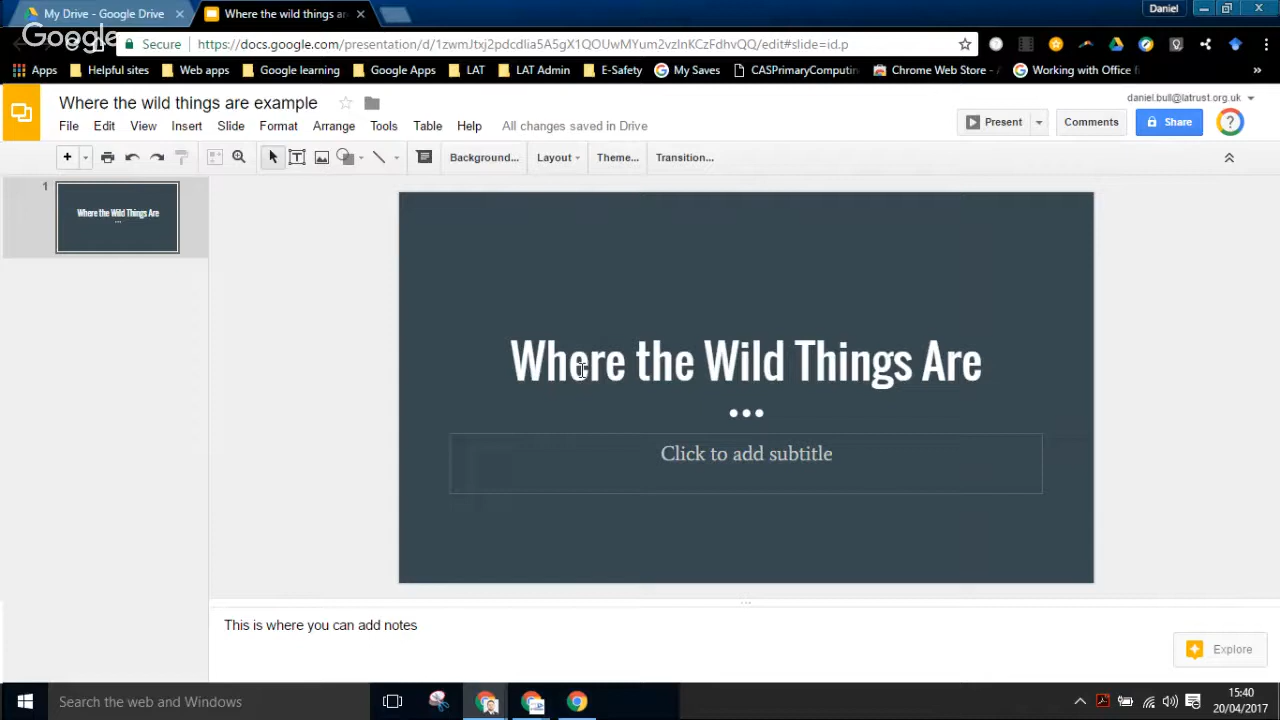 My Drive - Google Drive
Where the wild things ar
Daniel
Google
Secure
https://docs.google.com/presentation/d/1zwmJtxj2pdcdlia5A5gX1QOUwMYum2vzlnKCzFdhvQQ/edit#slide=id.p
Apps
Helpful sites
Web apps
Google learning
Google Apps
LAT
LAT Admin
E-Safety
My Saves
CASPrimaryComputin
Chrome Web Store - A
Working with Office f
»
Where the wild things are example
daniel.bull@latrust.org.uk
File Edit View Insert Slide Format Arrange Tools Table Help All changes saved in Drive
Present
Comments
Share
Background...
Layout
Theme...
Transition...
1
Where the Wild Things Are
Where the Wild Things Are
Click to add subtitle
This is where you can add notes
Explore
Search the web and Windows
15:40
20/04/2017